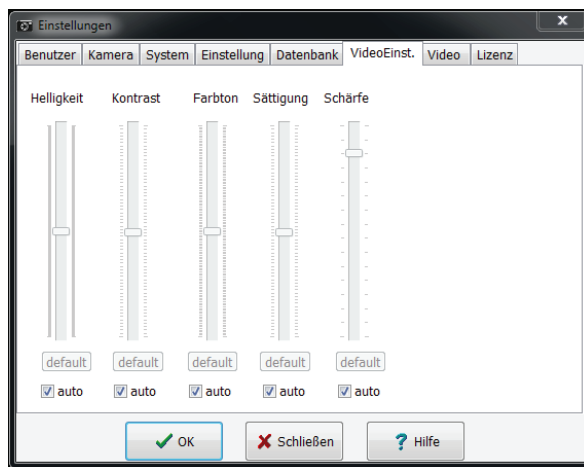 Einstellungen
Benutzer Kamera System Einstellung Datenbank VideoEinst. Video Lizenz
Helligkeit Kontrast Farbton Sättigung Schärfe
default default default default default
auto auto auto auto auto
OK Schließen Hilfe